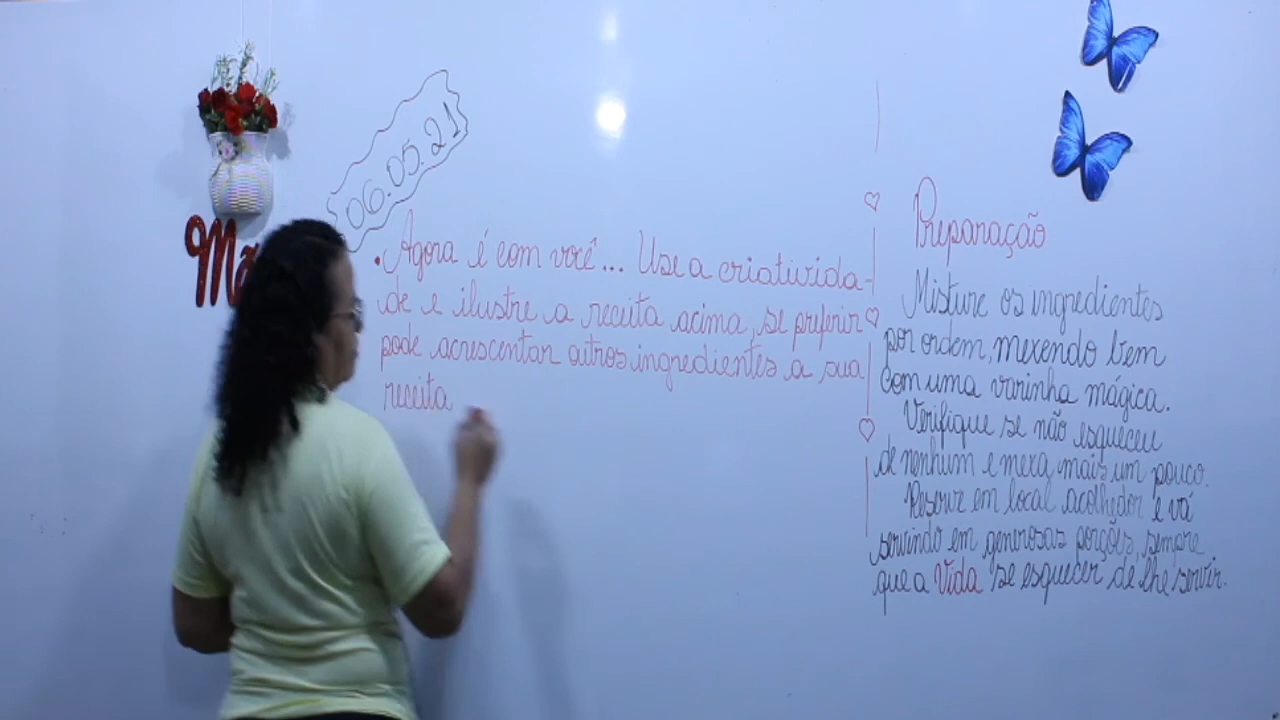 06.05.21
Mã
• Agora é com você... Use a criativida-
de e ilustre a receita acima, se preferir
pode acrescentar outros ingredientes a sua
receita
Preparação
Misture os ingredientes
por ordem, mexendo bem
com uma varinha mágica.
Verifique se não esqueceu
de nenhum e mexa mais um pouco.
Reserve em local acolhedor e vá
servindo em generosas porções, sempre
que a Vida se esquecer de lhe servir.